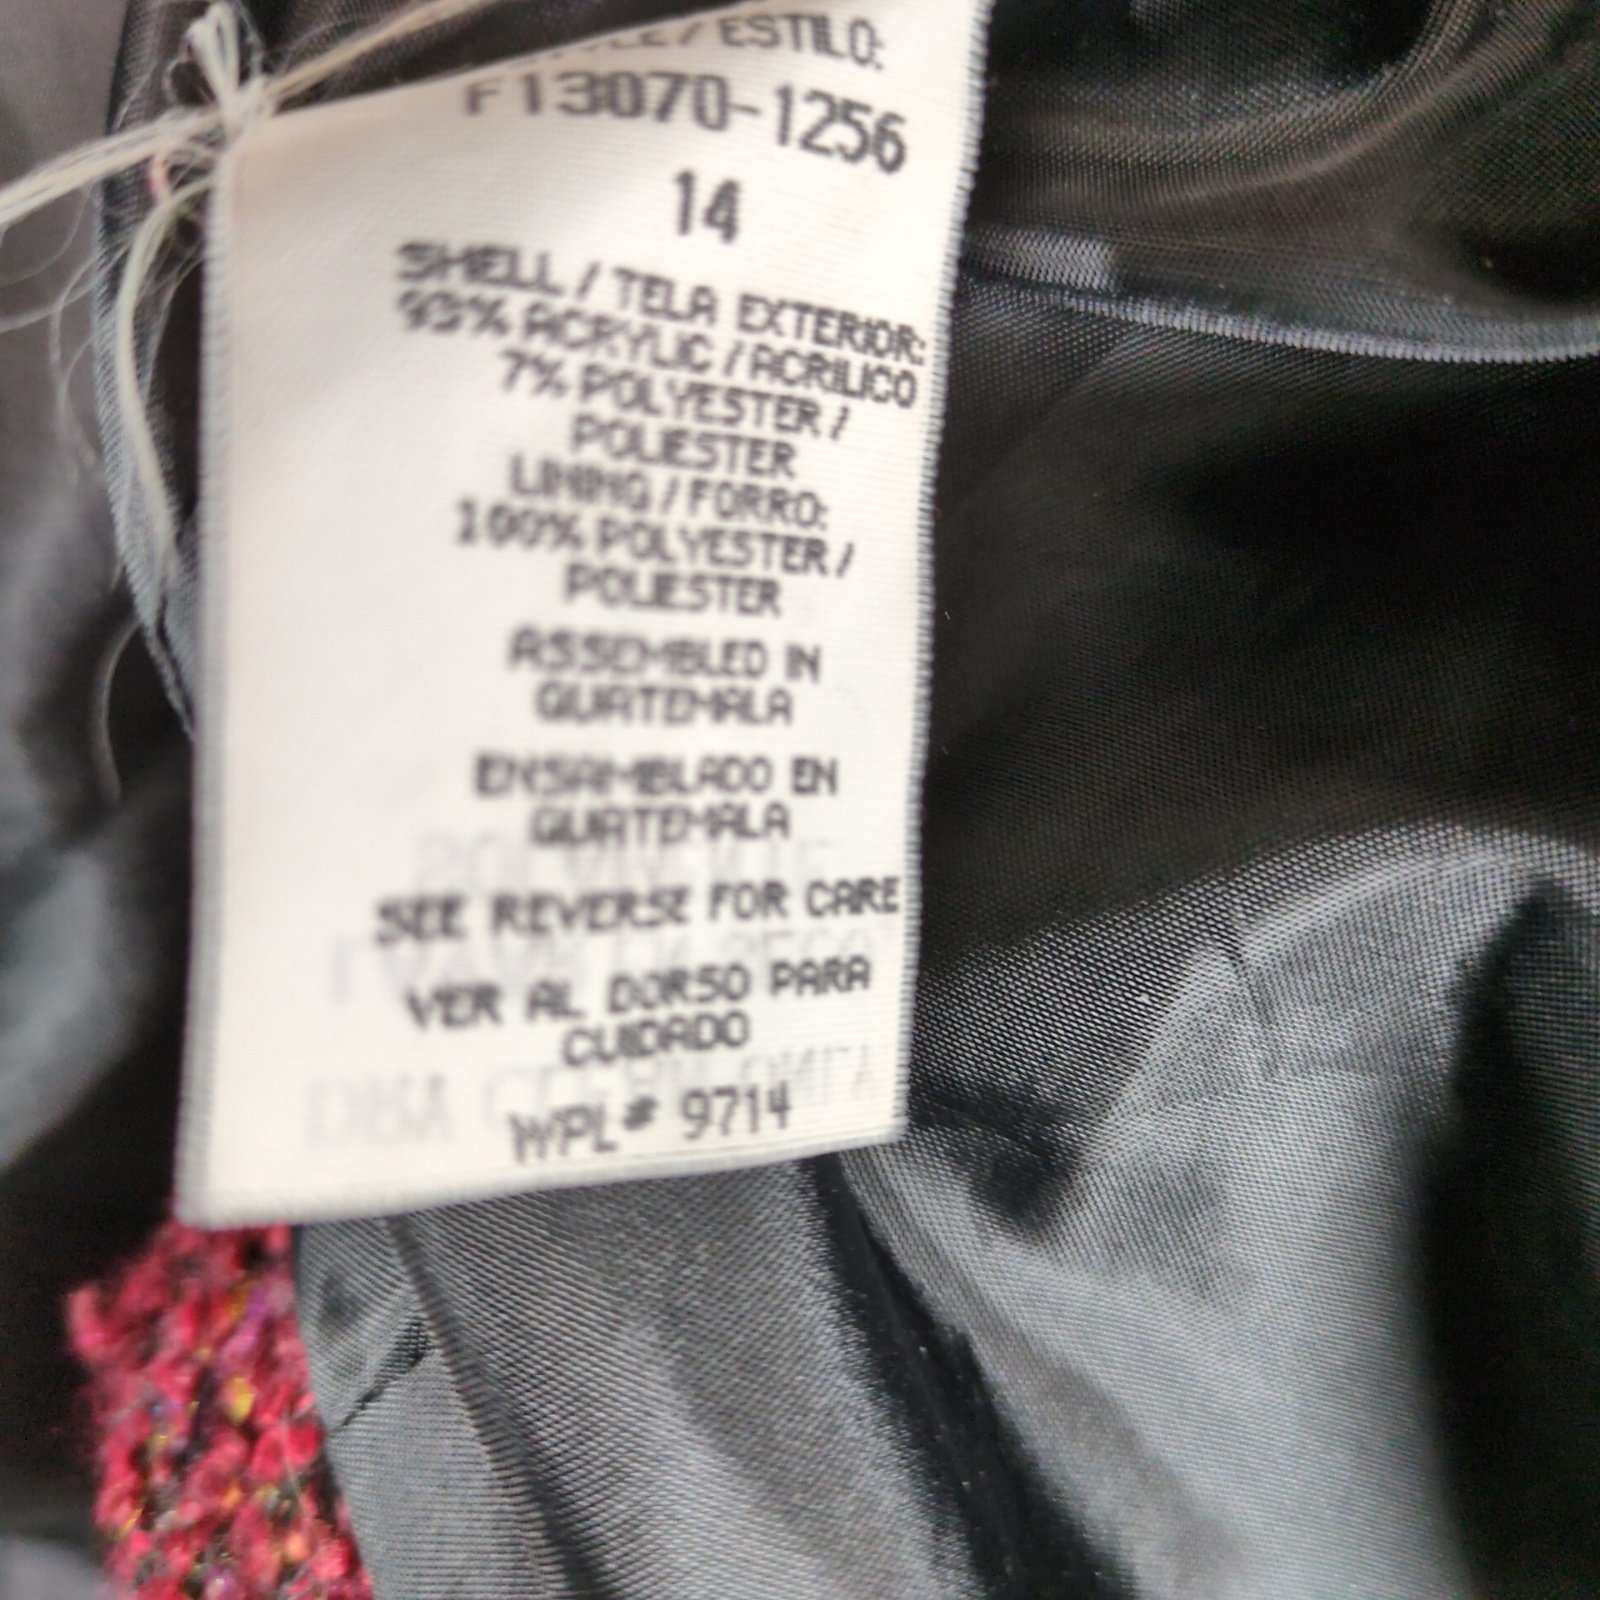 ESTILO:
F13070-1256
14
SHELL / TELA EXTERIOR:
93% ACRYLIC / ACRILICO
7% POLYESTER /
POLIESTER
LINING / FORRO:
100% POLYESTER /
POLIESTER
ASSEMBLED IN
GUATEMALA
ENSAMBLADO EN
GUATEMALA
SEE REVERSE FOR CARE
VER AL DORSO PARA
CUIDADO
WPL# 9714